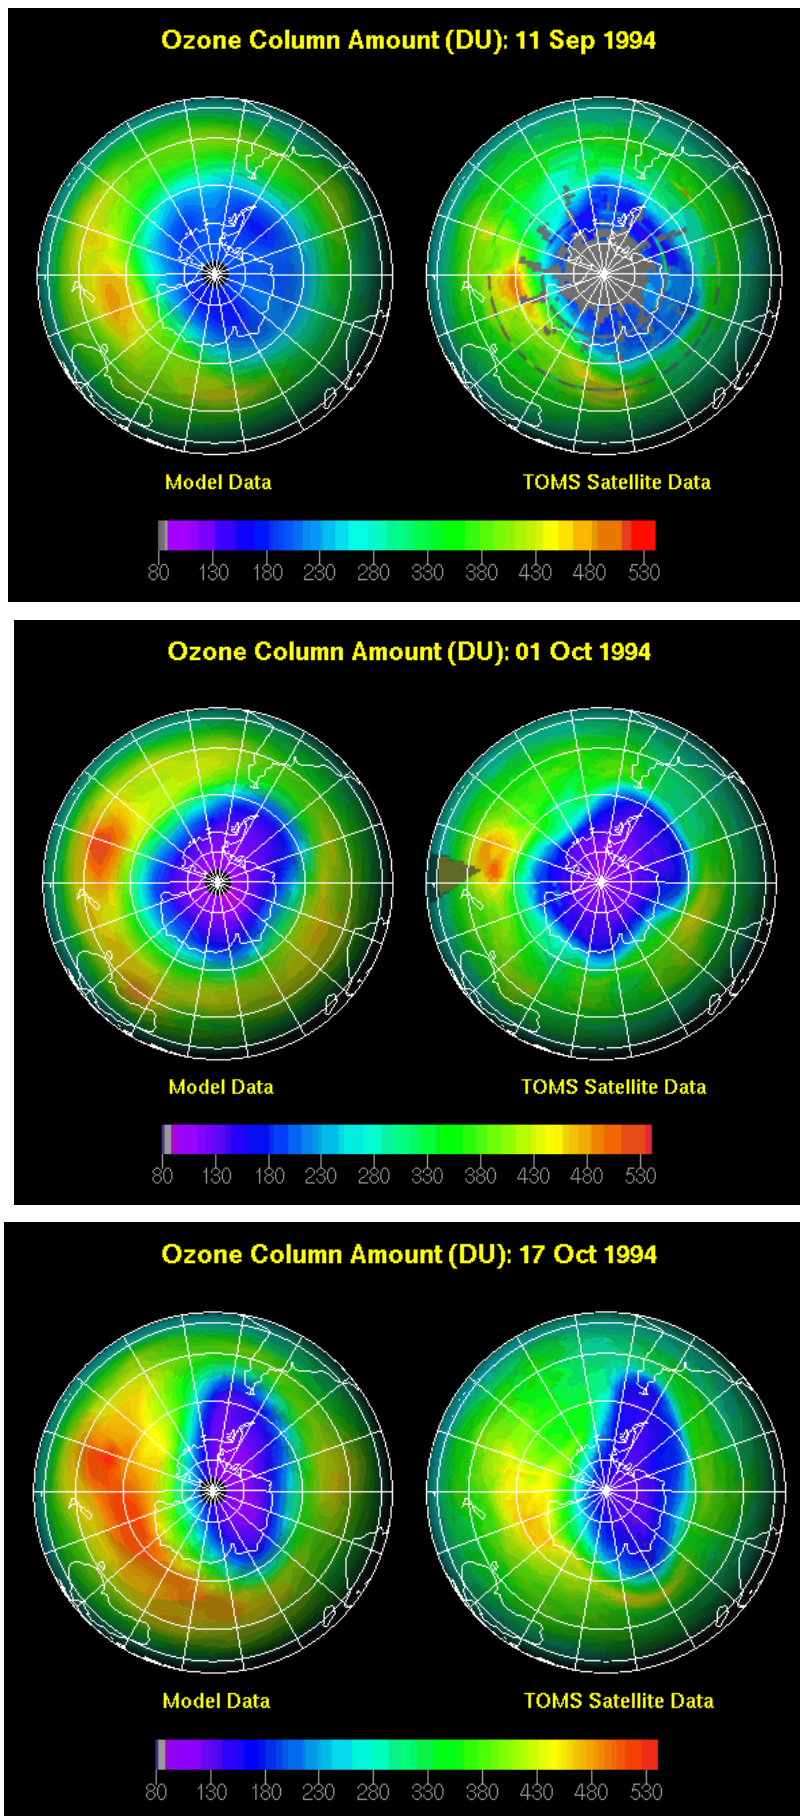 Ozone Column Amount (DU): 11 Sep 1994
Model Data
TOMS Satellite Data
80 130 180 230 280 330 380 430 480 530
Ozone Column Amount (DU): 01 Oct 1994
Model Data
TOMS Satellite Data
80 130 180 230 280 330 380 430 480 530
Ozone Column Amount (DU): 17 Oct 1994
Model Data
TOMS Satellite Data
80 130 180 230 280 330 380 430 480 530